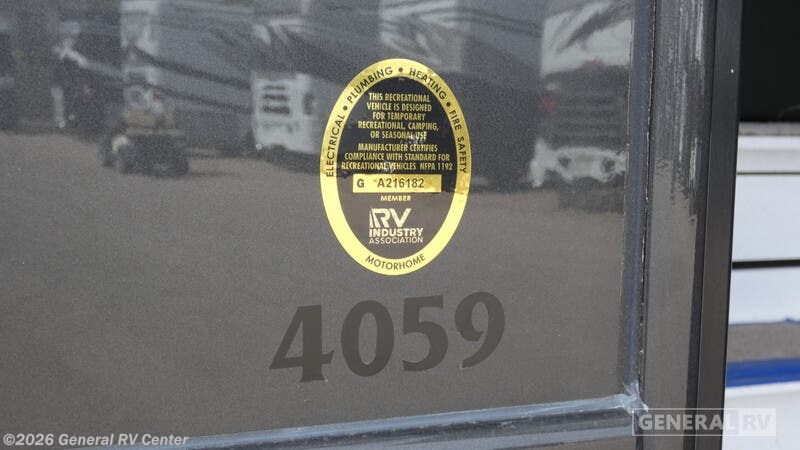 ELECTRICAL • PLUMBING • HEATING • FIRE SAFETY
THIS RECREATIONAL
VEHICLE IS DESIGNED
FOR TEMPORARY
RECREATIONAL, CAMPING,
OR SEASONAL USE
MANUFACTURER CERTIFIES
COMPLIANCE WITH STANDARD FOR
RECREATIONAL VEHICLES NFPA 1192
G A216182
MEMBER
RV
INDUSTRY
ASSOCIATION
MOTORHOME
4059
©2026 General RV Center
GENERAL RV